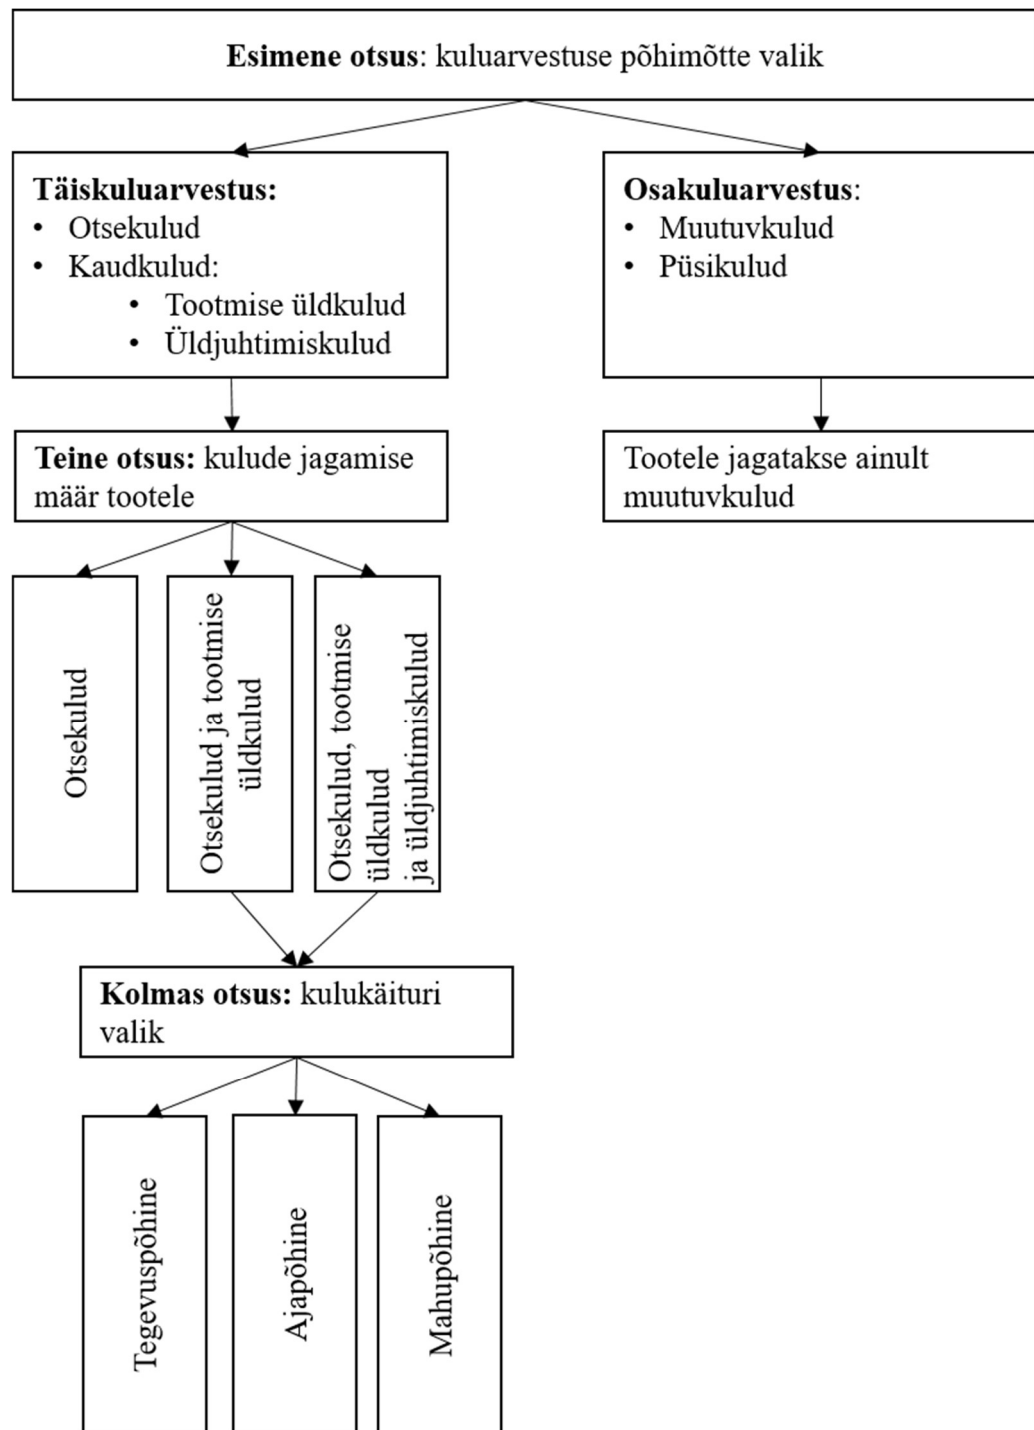 Esimene otsus: kuluarvestuse põhimõtte valik
Täiskuluarvestus:
• Otsekulud
• Kaudkulud:
• Tootmise üldkulud
• Üldjuhtimiskulud
Osakuluarvestus:
• Muutuvkulud
• Püsikulud
Teine otsus: kulude jagamise
määr tootele
Tootele jagatakse ainult
muutuvkulud
Otsekulud
Otsekulud ja tootmise
üldkulud
Otsekulud, tootmise
üldkulud
ja üldjuhtimiskulud
Kolmas otsus: kulukäituri
valik
Tegevuspõhine
Ajapõhine
Mahupõhine